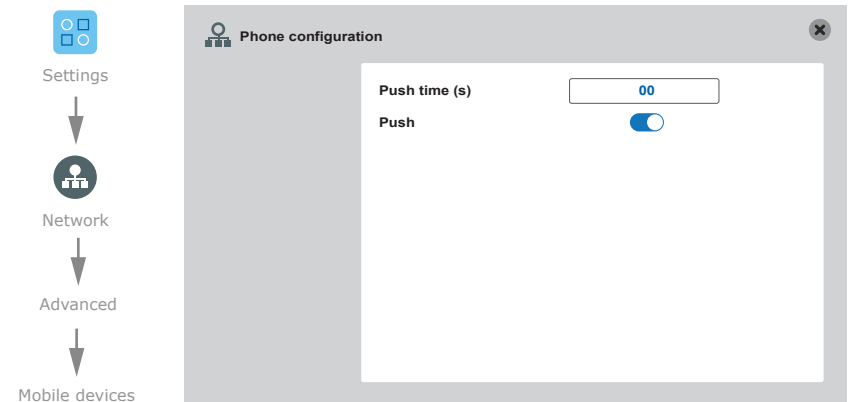 Settings
Network
Advanced
Mobile devices
Phone configuration
Push time (s) 00
Push